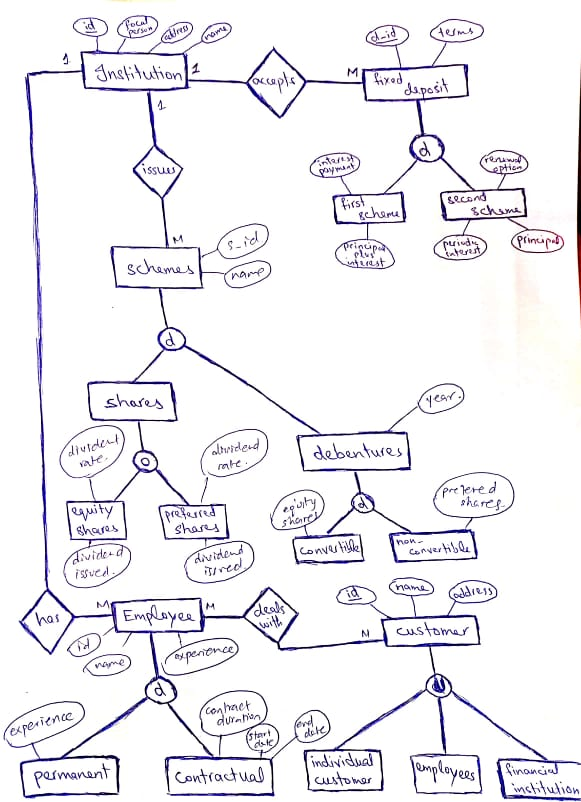 id
focal
person
address
name
d-id
terms
1
Institution
1
accepts
M
fixed
deposit
1
d
issues
interest
payment
renewal
option
first
scheme
second
scheme
M
s-id
principal
plus
interest
periodic
interest
principal
schemes
name
d
shares
year.
dividend
rate.
dividend
rate.
debentures
o
d
equity
shares
prefered
shares.
equity
shares
preferred
shares
convertible
non-
convertible
dividend
issued.
dividend
issued
id
name
address
has
M
Employee
M
deals
with
N
customer
id
name
experience
d
contract
duration
experience
start
date
end
date
permanent
contractual
individual
customer
employees
financial
institution